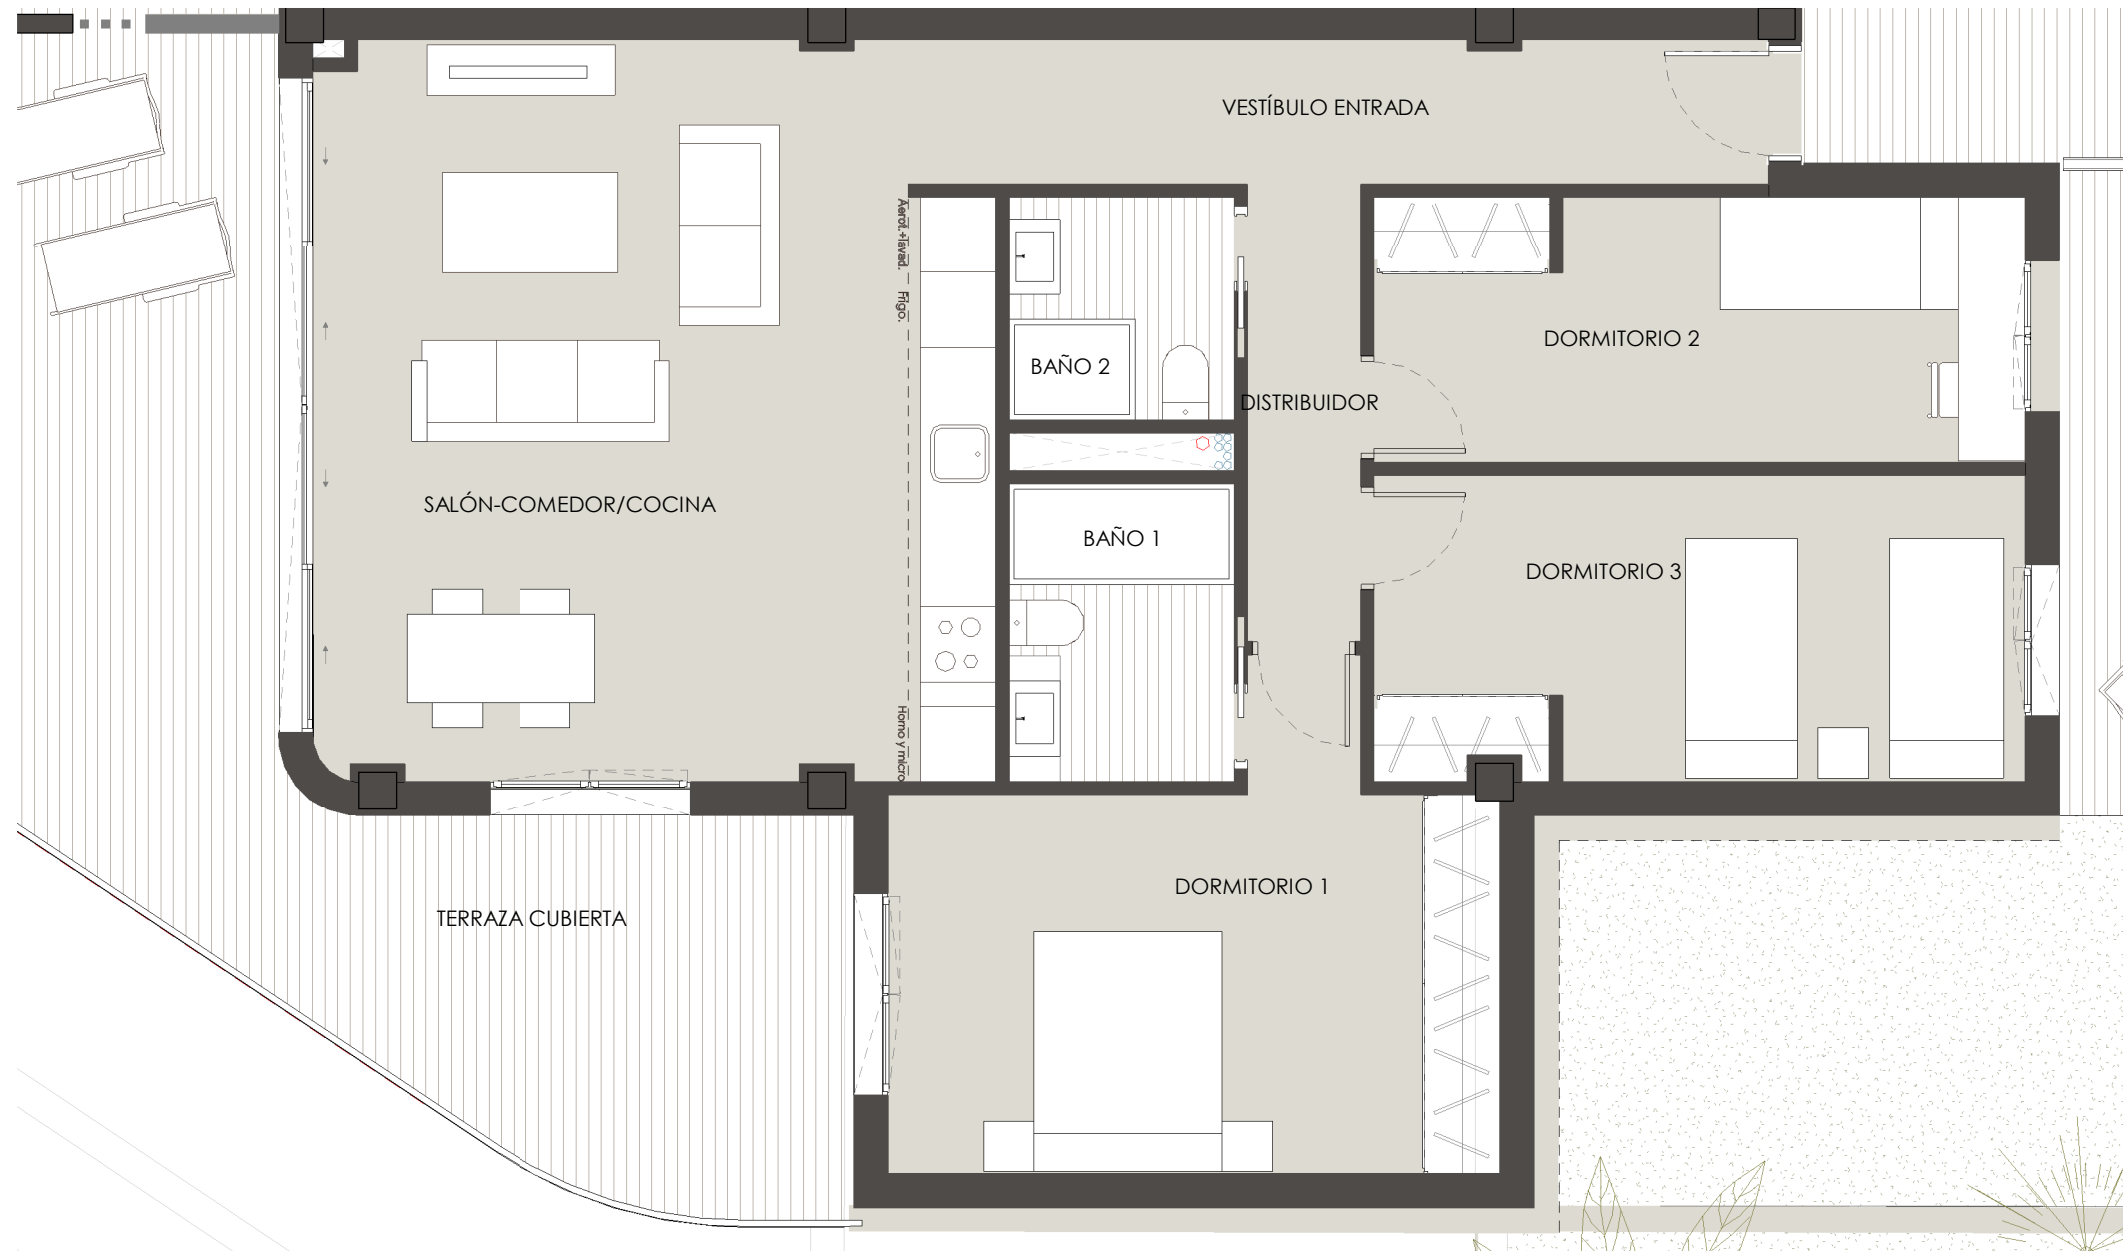 VESTÍBULO ENTRADA
Aerot.+lavad.
Frigo.
DORMITORIO 2
BAÑO 2
DISTRIBUIDOR
SALÓN-COMEDOR/COCINA
BAÑO 1
DORMITORIO 3
Horno y micro
DORMITORIO 1
TERRAZA CUBIERTA